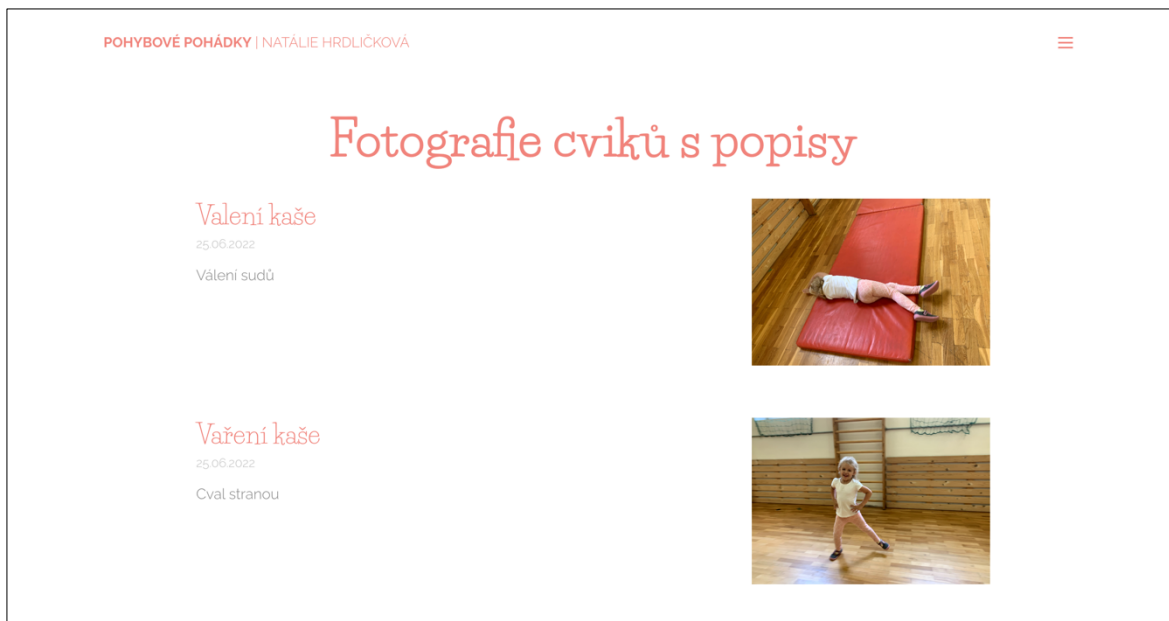 POHYBOVÉ POHÁDKY | NATÁLIE HRDLIČKOVÁ
Fotografie cviků s popisy
Valení kaše
25.06.2022
Válení sudů
Vaření kaše
25.06.2022
Cval stranou